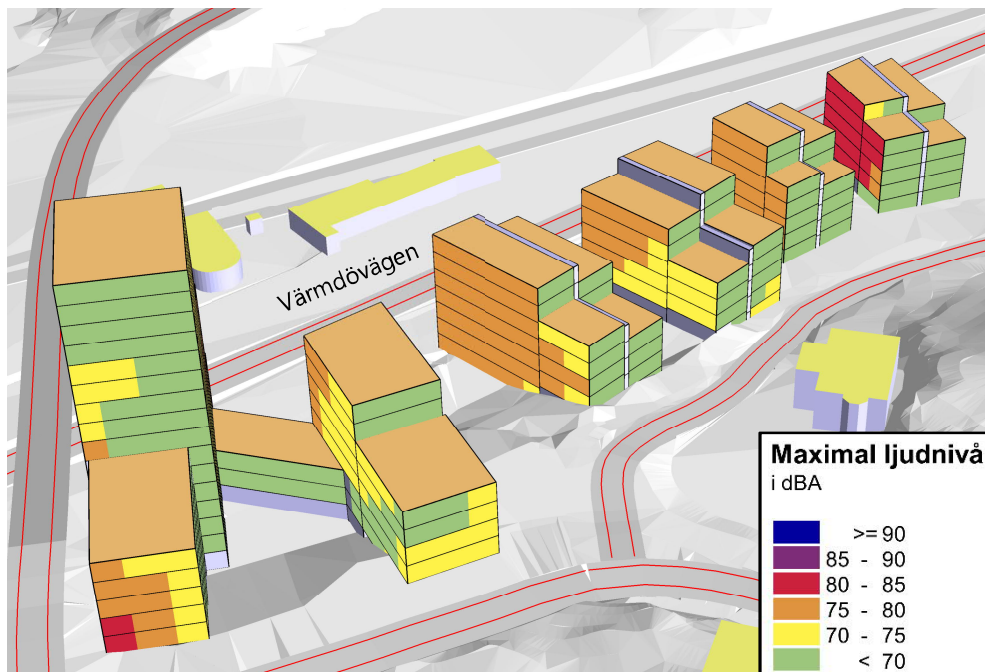 Värmdövägen
Maximal ljudnivå
i dBA
>= 90
85 - 90
80 - 85
75 - 80
70 - 75
< 70